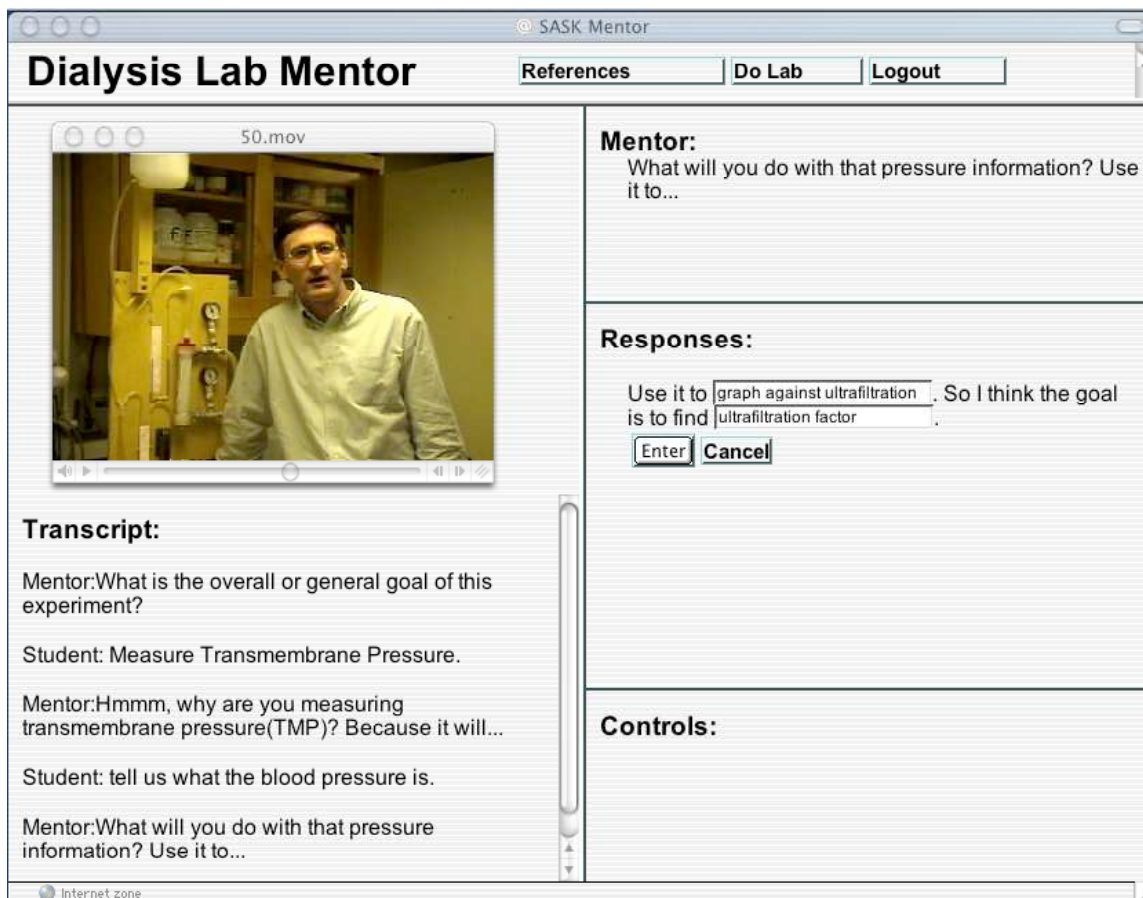 @ SASK Mentor
Dialysis Lab Mentor
References
Do Lab
Logout
50.mov
Mentor:
What will you do with that pressure information? Use
it to...
Responses:
Use it to graph against ultrafiltration . So I think the goal
is to find ultrafiltration factor .
Enter
Cancel
Transcript:
Mentor:What is the overall or general goal of this
experiment?
Student: Measure Transmembrane Pressure.
Mentor:Hmmm, why are you measuring
transmembrane pressure(TMP)? Because it will...
Student: tell us what the blood pressure is.
Mentor:What will you do with that pressure
information? Use it to...
Controls:
Internet zone